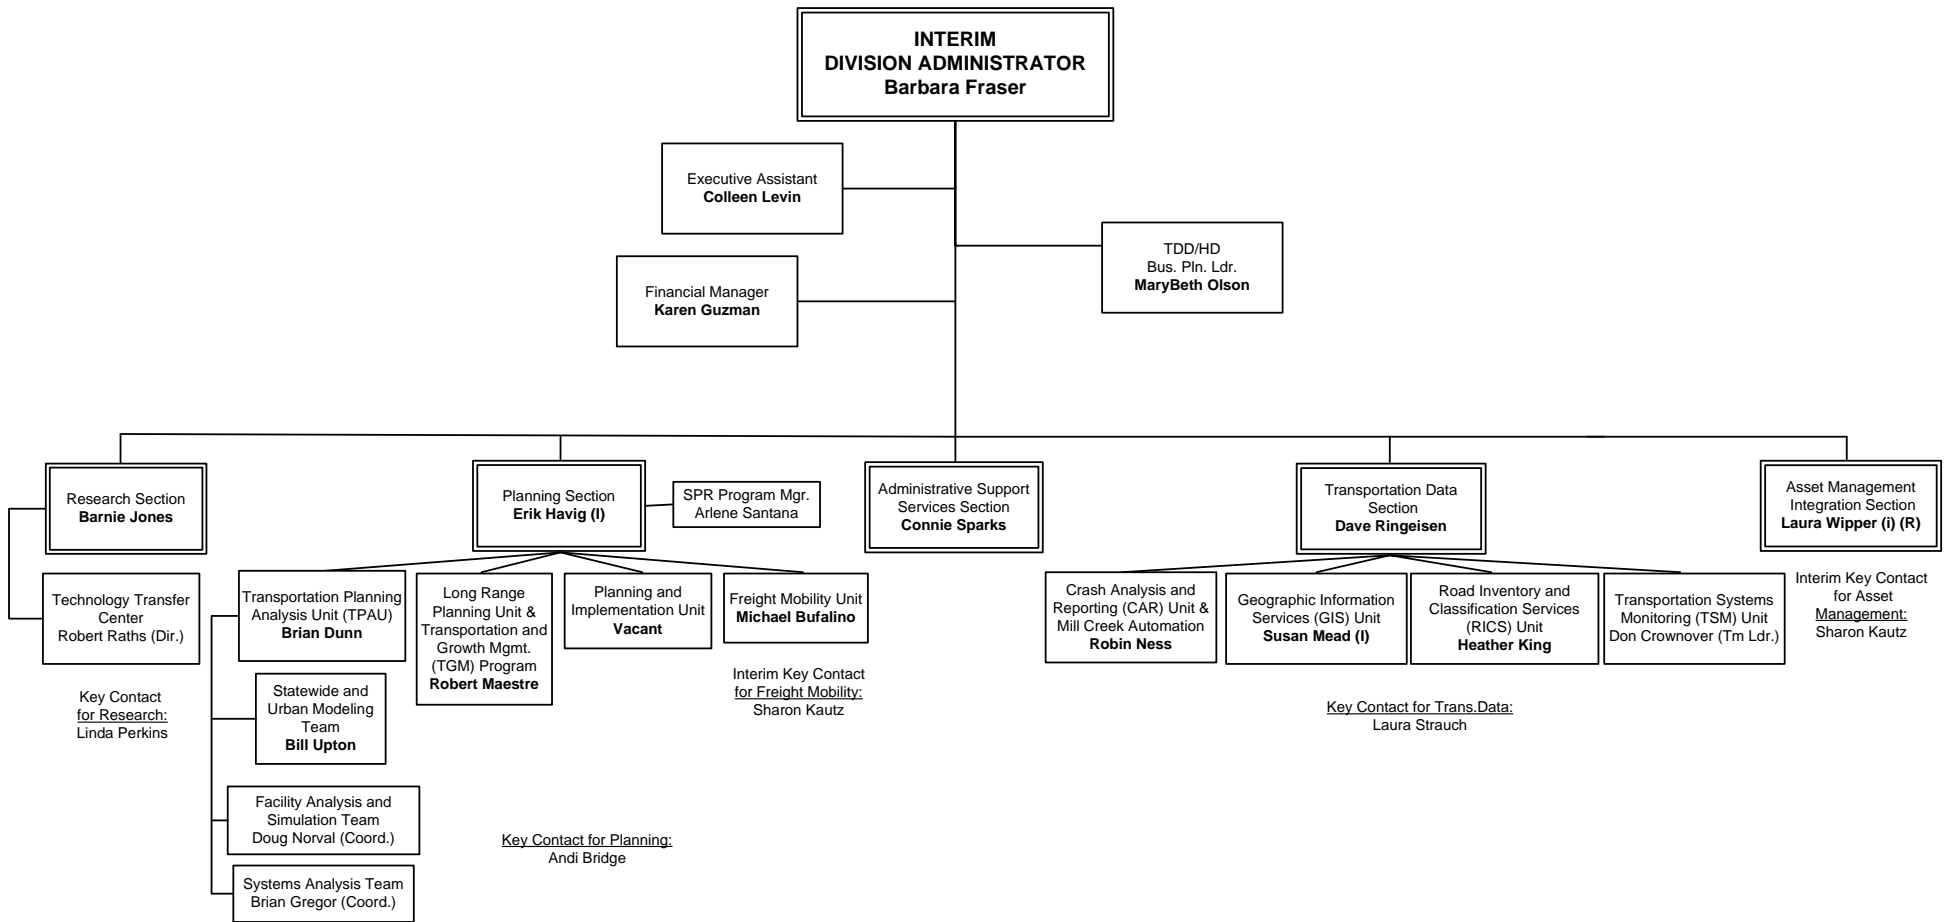 INTERIM
DIVISION ADMINISTRATOR
Barbara Fraser
Executive Assistant
Colleen Levin
TDD/HD
Bus. Pln. Ldr.
MaryBeth Olson
Financial Manager
Karen Guzman
Research Section
Barnie Jones
Planning Section
Erik Havig (I)
SPR Program Mgr.
Arlene Santana
Administrative Support
Services Section
Connie Sparks
Transportation Data
Section
Dave Ringeisen
Asset Management
Integration Section
Laura Wipper (i) (R)
Technology Transfer
Center
Robert Raths (Dir.)
Transportation Planning
Analysis Unit (TPAU)
Brian Dunn
Long Range
Planning Unit &
Transportation and
Growth Mgmt.
(TGM) Program
Robert Maestre
Planning and
Implementation Unit
Vacant
Freight Mobility Unit
Michael Bufalino
Crash Analysis and
Reporting (CAR) Unit &
Mill Creek Automation
Robin Ness
Geographic Information
Services (GIS) Unit
Susan Mead (I)
Road Inventory and
Classification Services
(RICS) Unit
Heather King
Transportation Systems
Monitoring (TSM) Unit
Don Crownover (Tm Ldr.)
Interim Key Contact
for Asset
Management:
Sharon Kautz
Key Contact
for Research:
Linda Perkins
Statewide and
Urban Modeling
Team
Bill Upton
Interim Key Contact
for Freight Mobility:
Sharon Kautz
Key Contact for Trans.Data:
Laura Strauch
Facility Analysis and
Simulation Team
Doug Norval (Coord.)
Key Contact for Planning:
Andi Bridge
Systems Analysis Team
Brian Gregor (Coord.)